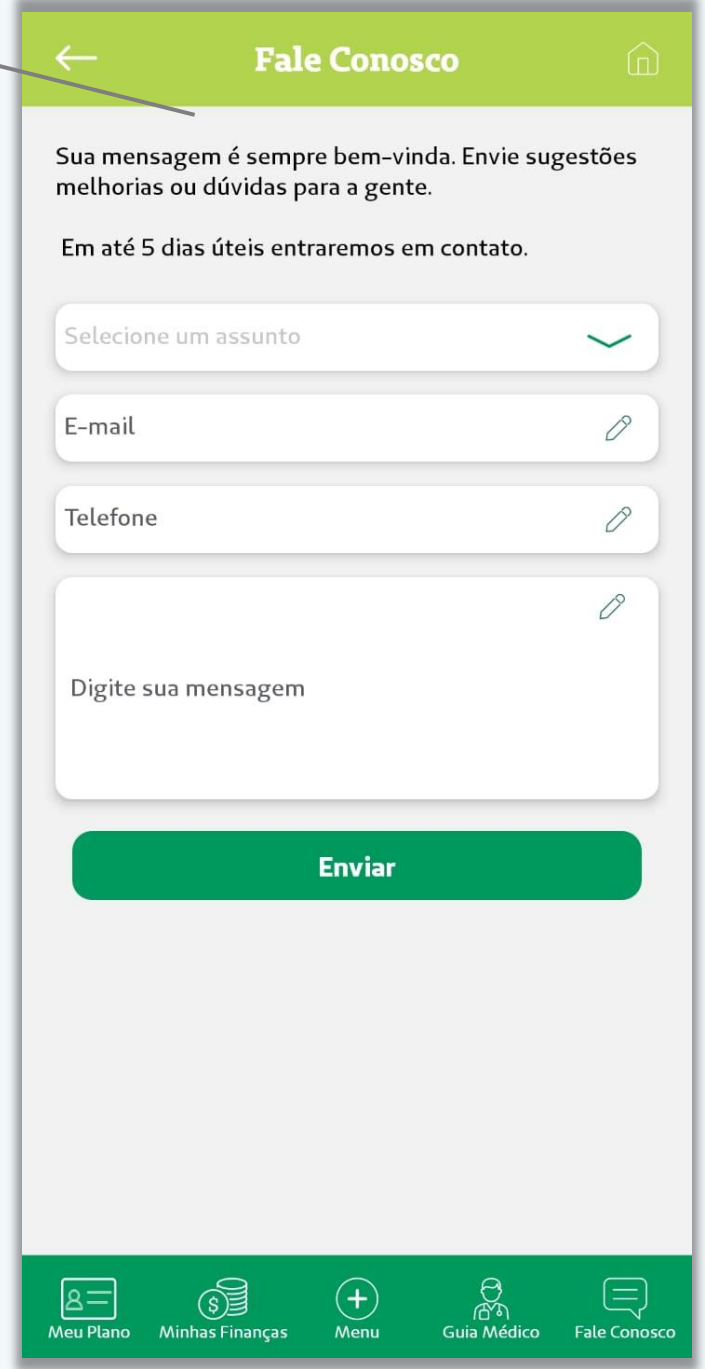 Fale Conosco
Sua mensagem é sempre bem-vinda. Envie sugestões
melhorias ou dúvidas para a gente.
Em até 5 dias úteis entraremos em contato.
Selecione um assunto
E-mail
Telefone
Digite sua mensagem
Enviar
Meu Plano Minhas Finanças Menu Guia Médico Fale Conosco